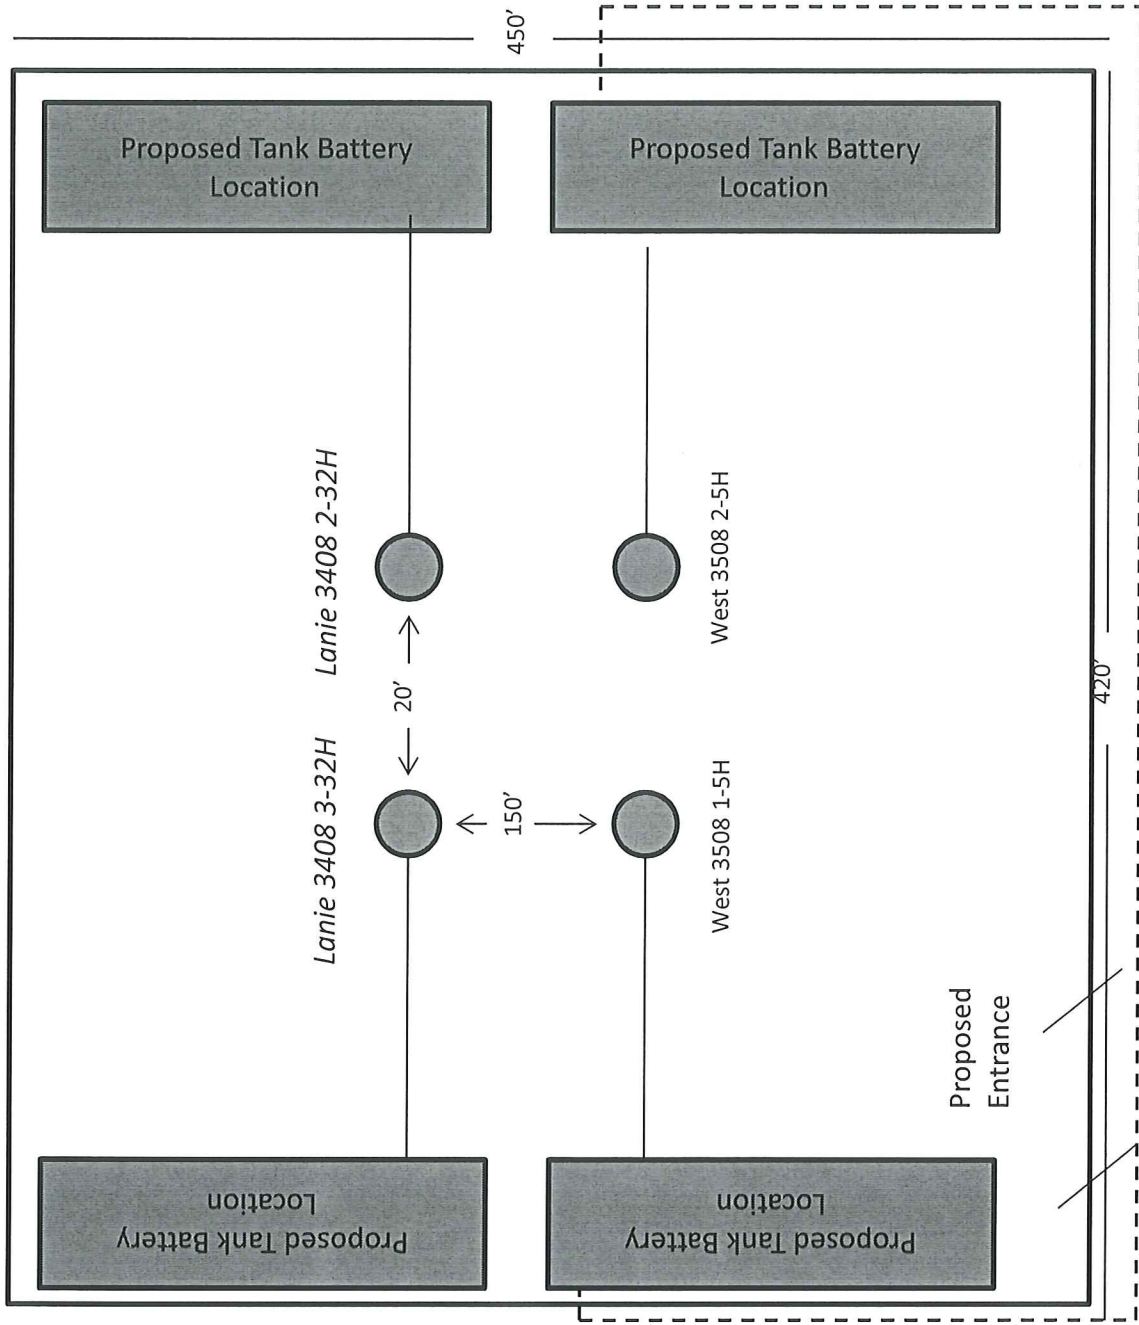 450'
Proposed Tank Battery
Location
Proposed Tank Battery
Location
Lanie 3408 2-32H
West 3508 2-5H
20'
420'
Lanie 3408 3-32H
150'
West 3508 1-5H
Proposed
Entrance
Proposed Tank Battery
Location
Proposed Tank Battery
Location